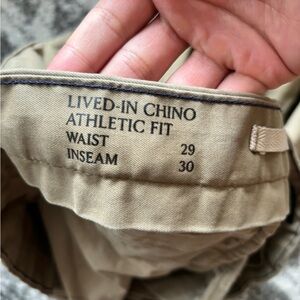 LIVED-IN CHINO
ATHLETIC FIT
WAIST 29
INSEAM 30